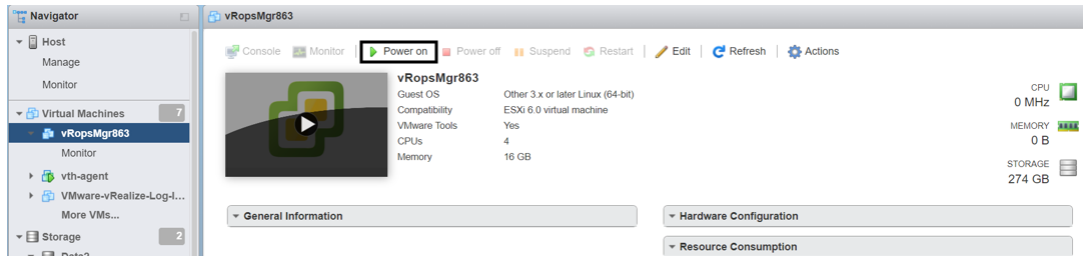 Navigator
vRopsMgr863
Host
Manage
Monitor
Virtual Machines 7
vRopsMgr863
Monitor
vth-agent
VMware-vRealize-Log-I...
More VMs...
Storage 2
Console Monitor Power on Power off Suspend Restart Edit Refresh Actions
vRopsMgr863
Guest OS Other 3.x or later Linux (64-bit)
Compatibility ESXi 6.0 virtual machine
VMware Tools Yes
CPUs 4
Memory 16 GB
CPU
0 MHz
MEMORY
0 B
STORAGE
274 GB
General Information
Hardware Configuration
Resource Consumption